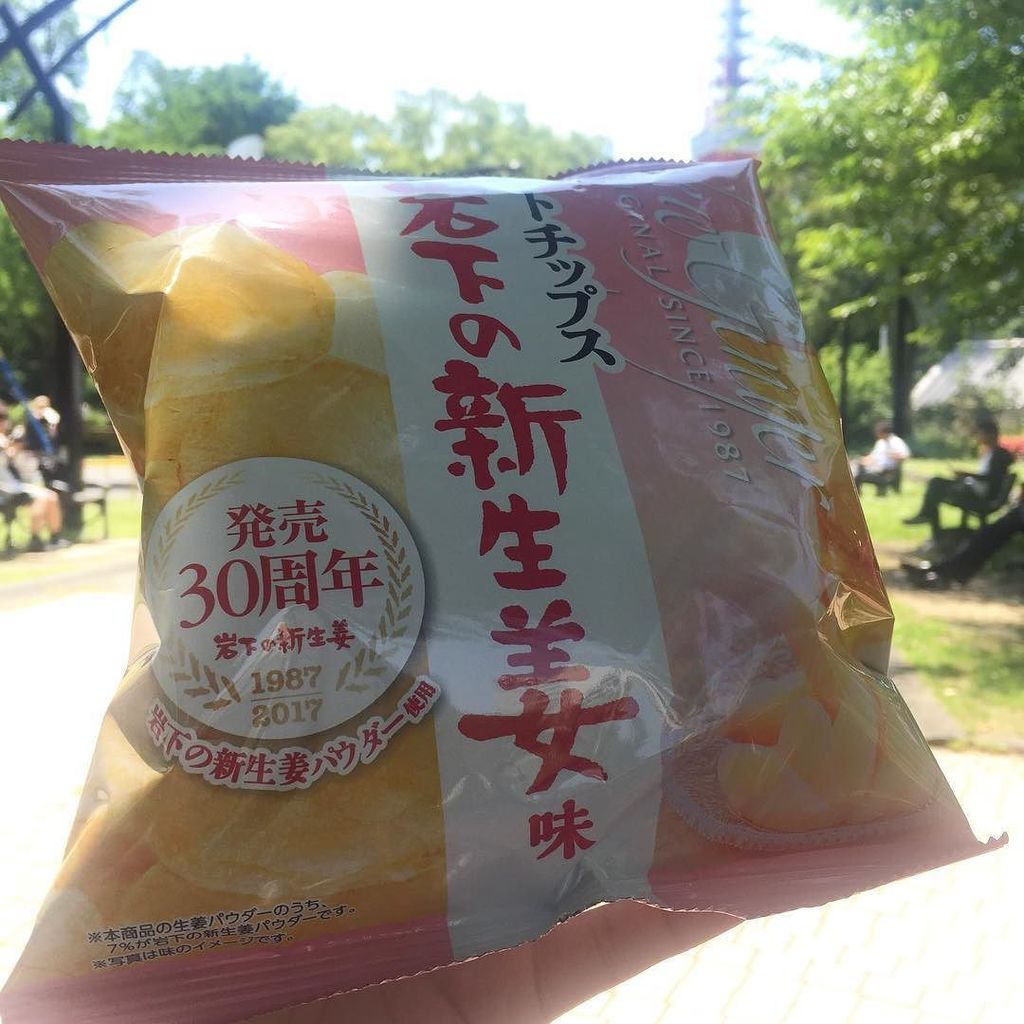 トチップス
岩下の新生姜味
GINAL SINCE 1987
発売
30周年
岩下の新生姜
1987
2017
岩下の新生姜パウダー使用
※本商品の生姜パウダーのうち、
7%が岩下の新生姜パウダーです。
※写真は味のイメージです。